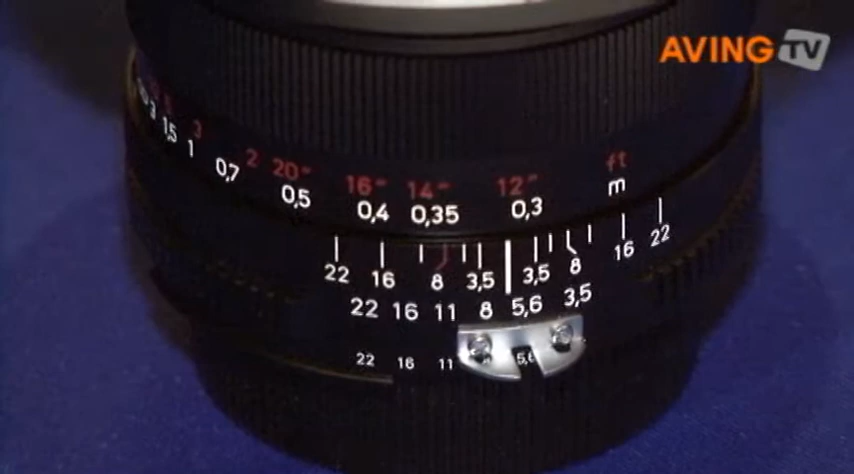 AVING TV
3 1,5 1 0,7 0,5 0,4 0,35 0,3 m
3 2 20" 16" 14" 12" ft
22 16 8 3,5 3,5 8 16 22
22 16 11 8 5,6 3,5
22 16 11